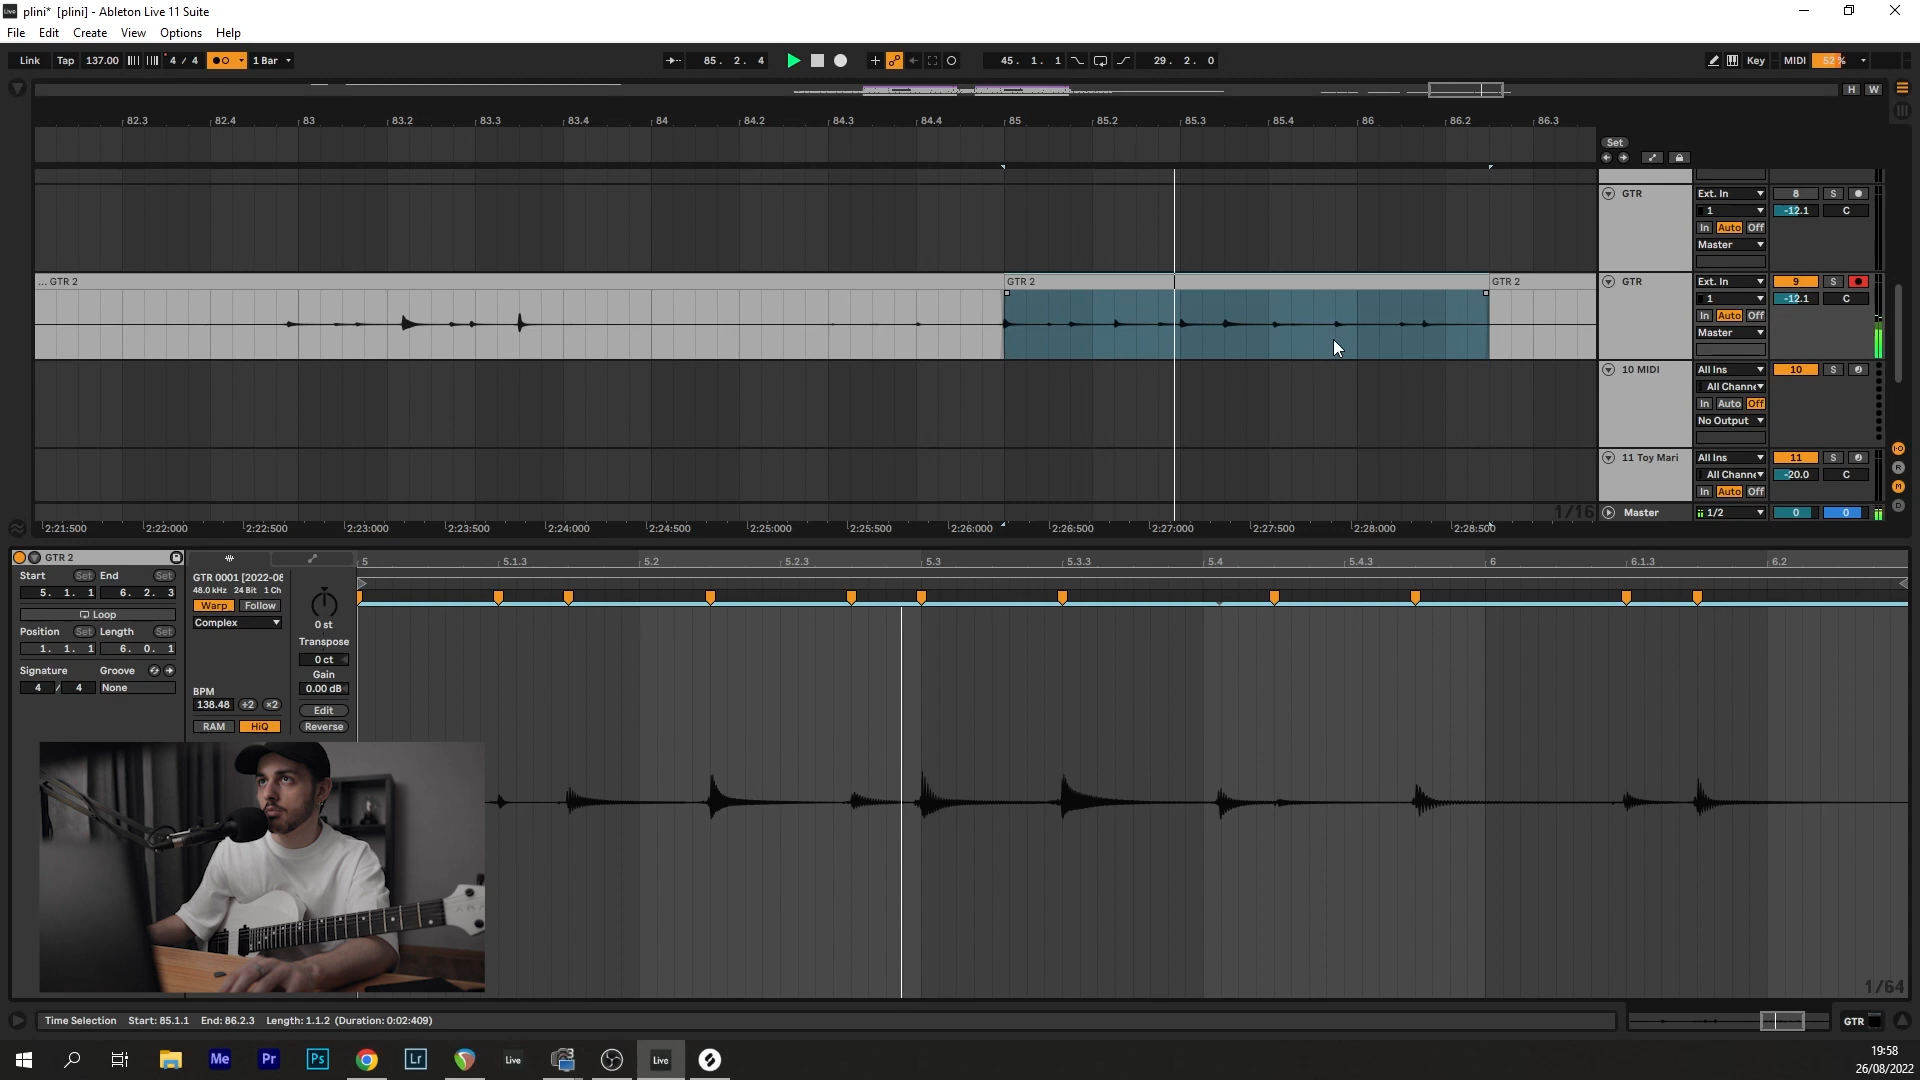 plini* [plini] - Ableton Live 11 Suite
File Edit Create View Options Help
Link Tap 137.00 4 / 4 1 Bar 85. 2. 4 45. 1. 1 29. 2. 0 Key MIDI 52 %
H W
82.3 82.4 83 83.2 83.3 83.4 84 84.2 84.3 84.4 85 85.2 85.3 85.4 86 86.2 86.3
Set
GTR Ext. In 8 S
1 -12.1 C
In Auto Off
Master
... GTR 2 GTR 2 GTR 2 GTR Ext. In 9 S
1 -12.1 C
In Auto Off
Master
10 MIDI All Ins 10 S
All Channe
In Auto Off
No Output
11 Toy Mari All Ins 11 S
All Channe -20.0 C
In Auto Off
1/16 Master 1/2 0 0
2:21:500 2:22:000 2:22:500 2:23:000 2:23:500 2:24:000 2:24:500 2:25:000 2:25:500 2:26:000 2:26:500 2:27:000 2:27:500 2:28:000 2:28:500
GTR 2
5 5.1.3 5.2 5.2.3 5.3 5.3.3 5.4 5.4.3 6 6.1.3 6.2
Start Set End Set
5. 1. 1 6. 2. 3
Loop
Position Set Length Set
1. 1. 1 6. 0. 1
Signature Groove
4 / 4 None
GTR 0001 [2022-08
48.0 kHz 24 Bit 1 Ch
Warp Follow
Complex
BPM
138.48 ÷2 ×2
RAM HiQ
0 st
Transpose
0 ct
Gain
0.00 dB
Edit
Reverse
1/64
Time Selection Start: 85.1.1 End: 86.2.3 Length: 1.1.2 (Duration: 0:02:409)
GTR
Me Pr Ps Lr Live Live
19:58
26/08/2022